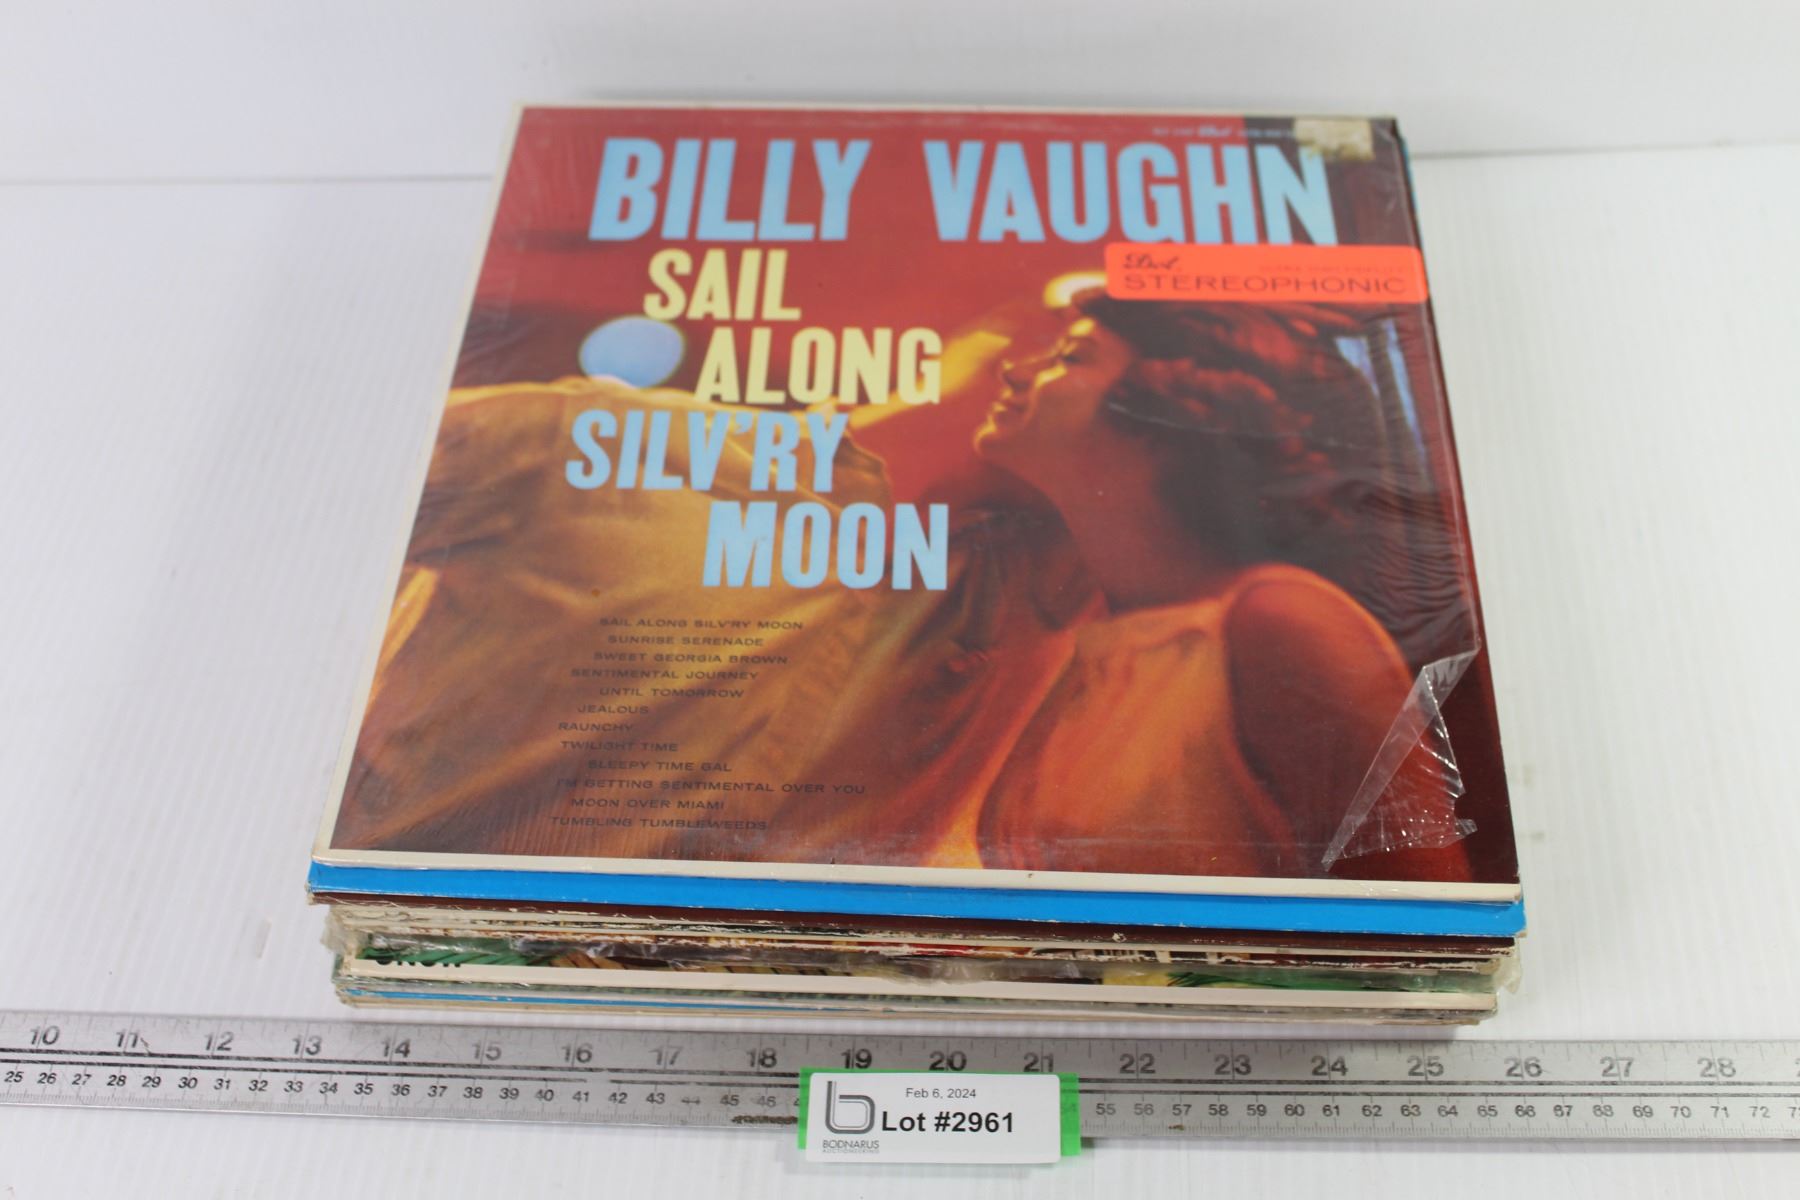 BILLY VAUGHN
Dot
STEREOPHONIC
SAIL
ALONG
SILV'RY
MOON
SAIL ALONG SILV'RY MOON
SUNRISE SERENADE
SWEET GEORGIA BROWN
SENTIMENTAL JOURNEY
UNTIL TOMORROW
JEALOUS
RAUNCHY
TWILIGHT TIME
SLEEPY TIME GAL
I'M GETTING SENTIMENTAL OVER YOU
MOON OVER MIAMI
TUMBLING TUMBLEWEEDS
10 11 12 13 14 15 16 17 18 19 20 21 22 23 24 25 26 27 28
25 26 27 28 29 30 31 32 33 34 35 36 37 38 39 40 41 42 43 44 45 46 55 56 57 58 59 60 61 62 63 64 65 66 67 68 69 70 71 72
Feb 6, 2024
Lot #2961
BODNARUS
AUCTIONEERING